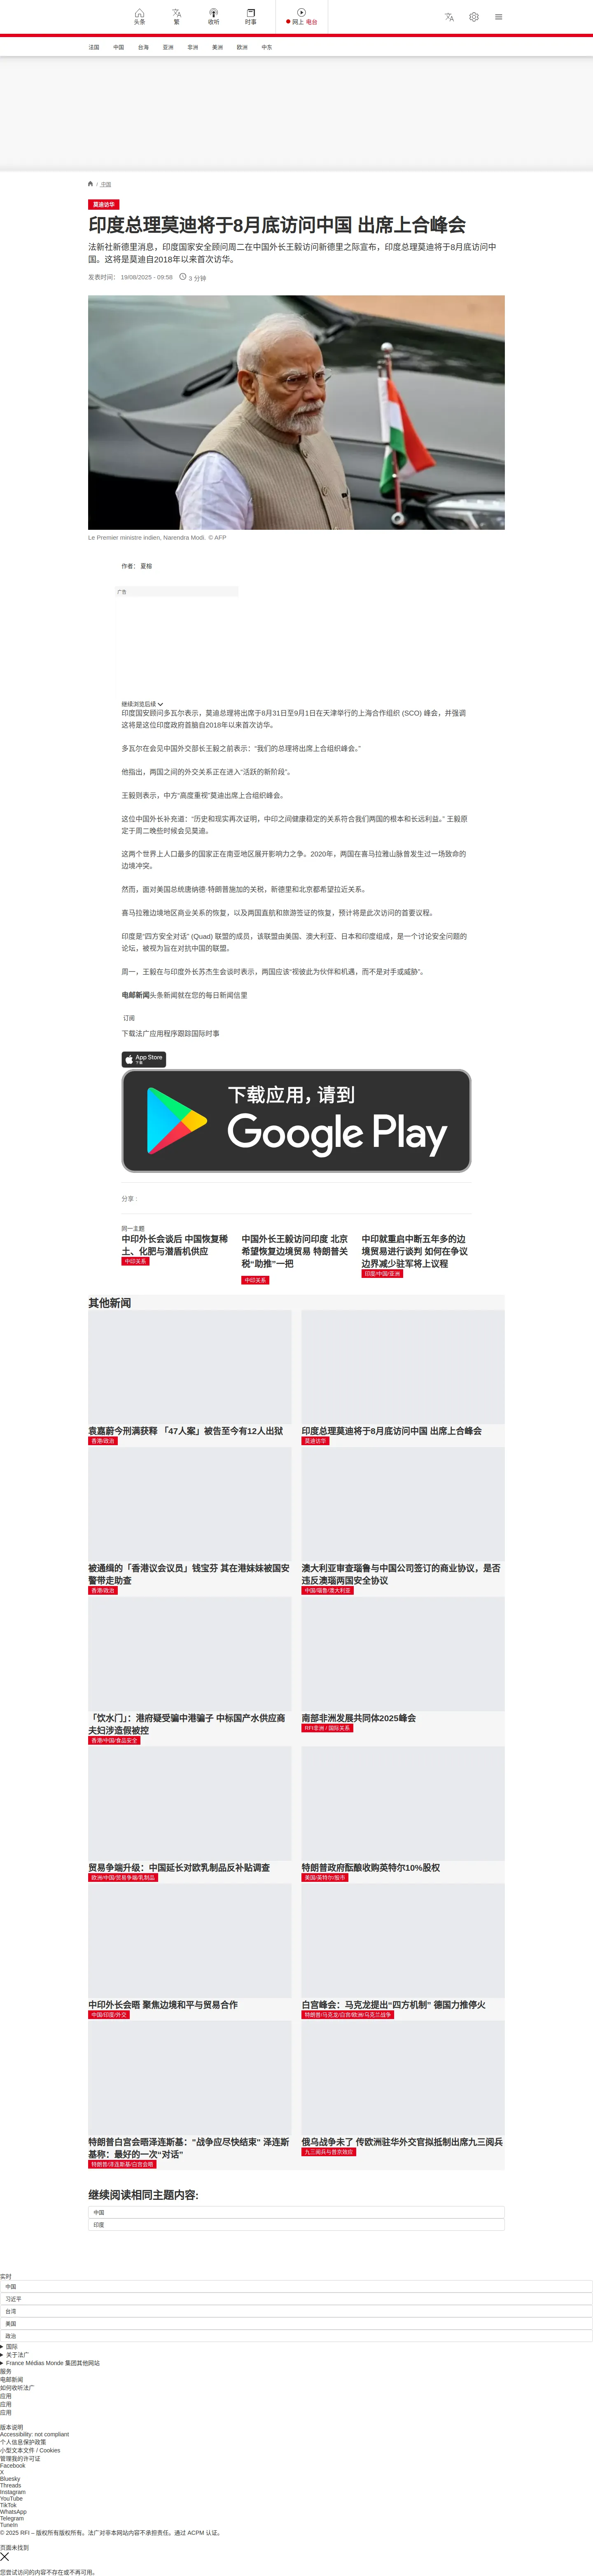 头条
繁
收听
时事
网上 电台
法国
中国
台海
亚洲
非洲
美洲
欧洲
中东
/ 中国
莫迪访华
印度总理莫迪将于8月底访问中国 出席上合峰会
法新社新德里消息，印度国家安全顾问周二在中国外长王毅访问新德里之际宣布，印度总理莫迪将于8月底访问中
国。这将是莫迪自2018年以来首次访华。
发表时间： 19/08/2025 - 09:56
3 分钟
Le Premier ministre indien, Narendra Modi. © AFP
作者： 夏榕
广告
继续浏览后续
印度国安顾问多瓦尔表示，莫迪总理将出席于8月31日至9月1日在天津举行的上海合作组织 (SCO) 峰会，并强调
这将是这位印度政府首脑自2018年以来首次访华。
多瓦尔在会见中国外交部长王毅之前表示：“我们的总理将出席上合组织峰会。”
他指出，两国之间的外交关系正在进入“活跃的新阶段”。
王毅则表示，中方“高度重视”莫迪出席上合组织峰会。
这位中国外长补充道：“历史和现实再次证明，中印之间健康稳定的关系符合我们两国的根本和长远利益。” 王毅原
定于周二晚些时候会见莫迪。
这两个世界上人口最多的国家正在南亚地区展开影响力之争。2020年，两国在喜马拉雅山脉首发生过一场致命的
边境冲突。
然而，面对美国总统唐纳德·特朗普施加的关税，新德里和北京都希望拉近关系。
喜马拉雅边境地区商业关系的恢复，以及两国直航和旅游签证的恢复，预计将是此次访问的首要议程。
印度是“四方安全对话” (Quad) 联盟的成员，该联盟由美国、澳大利亚、日本和印度组成，是一个讨论安全问题的
论坛，被视为旨在对抗中国的联盟。
周一，王毅在与印度外长苏杰生会谈时表示，两国应该“视彼此为伙伴和机遇，而不是对手或威胁”。
电邮新闻头条新闻就在您的每日新闻信里
订阅
下载法广应用程序跟踪国际时事
App Store
下载
下载应用，请到
Google Play
分享 :
同一主题
中印外长会谈后 中国恢复稀
土、化肥与潜盾机供应
中印关系
中国外长王毅访问印度 北京
希望恢复边境贸易 特朗普关
税“助推”一把
中印关系
中印就重启中断五年多的边
境贸易进行谈判 如何在争议
边界减少驻军将上议程
印度/中国/亚洲
其他新闻
袁嘉蔚今刑满获释 「47人案」被告至今有12人出狱
香港/政治
印度总理莫迪将于8月底访问中国 出席上合峰会
莫迪访华
被通缉的「香港议会议员」钱宝芬 其在港妹妹被国安
警带走助查
香港/政治
澳大利亚审查瑙鲁与中国公司签订的商业协议，是否
违反澳瑙两国安全协议
中国/瑙鲁/澳大利亚
「饮水门」：港府疑受骗中港骗子 中标国产水供应商
夫妇涉造假被控
香港/中国/食品安全
南部非洲发展共同体2025峰会
RFI非洲 / 国际关系
贸易争端升级：中国延长对欧乳制品反补贴调查
欧洲/中国/贸易争端/乳制品
特朗普政府酝酿收购英特尔10%股权
美国/英特尔/股市
中印外长会晤 聚焦边境和平与贸易合作
中国/印度/外交
白宫峰会：马克龙提出“四方机制” 德国力推停火
特朗普/马克龙/白宫/欧洲/乌克兰战争
特朗普白宫会晤泽连斯基：“战争应尽快结束” 泽连斯
基称：最好的一次“对话”
特朗普/泽连斯基/白宫会晤
俄乌战争未了 传欧洲驻华外交官拟抵制出席九三阅兵
九三阅兵与普京效应
继续阅读相同主题内容:
中国
印度
实时
中国
习近平
台湾
美国
政治
国际
关于法广
France Médias Monde 集团其他网站
服务
电邮新闻
如何收听法广
应用
应用
应用
版本说明
Accessibility: not compliant
个人信息保护政策
小型文本文件 / Cookies
管理我的许可证
Facebook
X
Bluesky
Threads
Instagram
YouTube
TikTok
WhatsApp
Telegram
TuneIn
© 2025 RFI – 版权所有版权所有。法广对非本网站内容不承担责任。通过 ACPM 认证。
页面未找到
您尝试访问的内容不存在或不再可用。